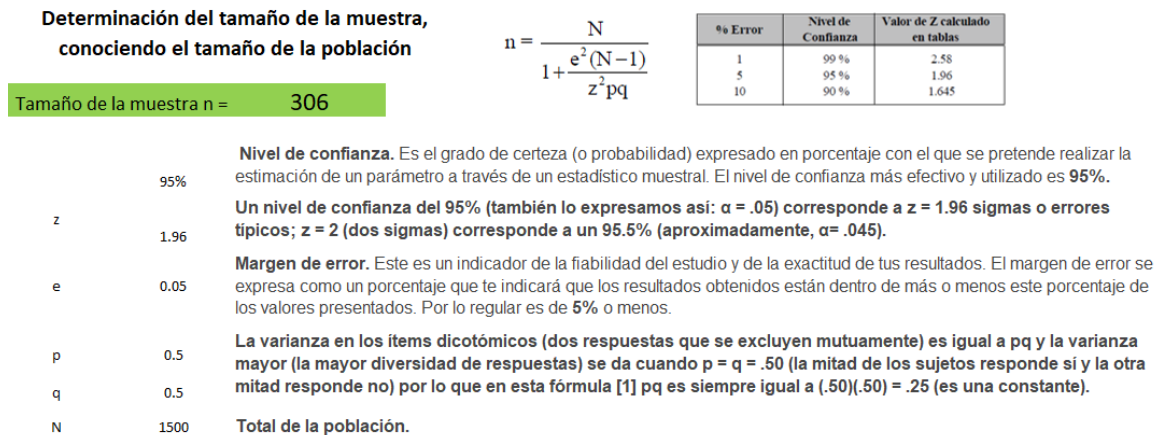 Determinación del tamaño de la muestra,
conociendo el tamaño de la población
n = N / 1+ e²(N−1) / z²pq
% Error Nivel de Confianza Valor de Z calculado en tablas
1 99 % 2.58
5 95 % 1.96
10 90 % 1.645
Tamaño de la muestra n = 306
Nivel de confianza. Es el grado de certeza (o probabilidad) expresado en porcentaje con el que se pretende realizar la
95% estimación de un parámetro a través de un estadístico muestral. El nivel de confianza más efectivo y utilizado es 95%.
z Un nivel de confianza del 95% (también lo expresamos así: α = .05) corresponde a z = 1.96 sigmas o errores
1.96 típicos; z = 2 (dos sigmas) corresponde a un 95.5% (aproximadamente, α= .045).
Margen de error. Este es un indicador de la fiabilidad del estudio y de la exactitud de tus resultados. El margen de error se
e 0.05 expresa como un porcentaje que te indicará que los resultados obtenidos están dentro de más o menos este porcentaje de
los valores presentados. Por lo regular es de 5% o menos.
La varianza en los ítems dicotómicos (dos respuestas que se excluyen mutuamente) es igual a pq y la varianza
p 0.5 mayor (la mayor diversidad de respuestas) se da cuando p = q = .50 (la mitad de los sujetos responde sí y la otra
q 0.5 mitad responde no) por lo que en esta fórmula [1] pq es siempre igual a (.50)(.50) = .25 (es una constante).
N 1500 Total de la población.